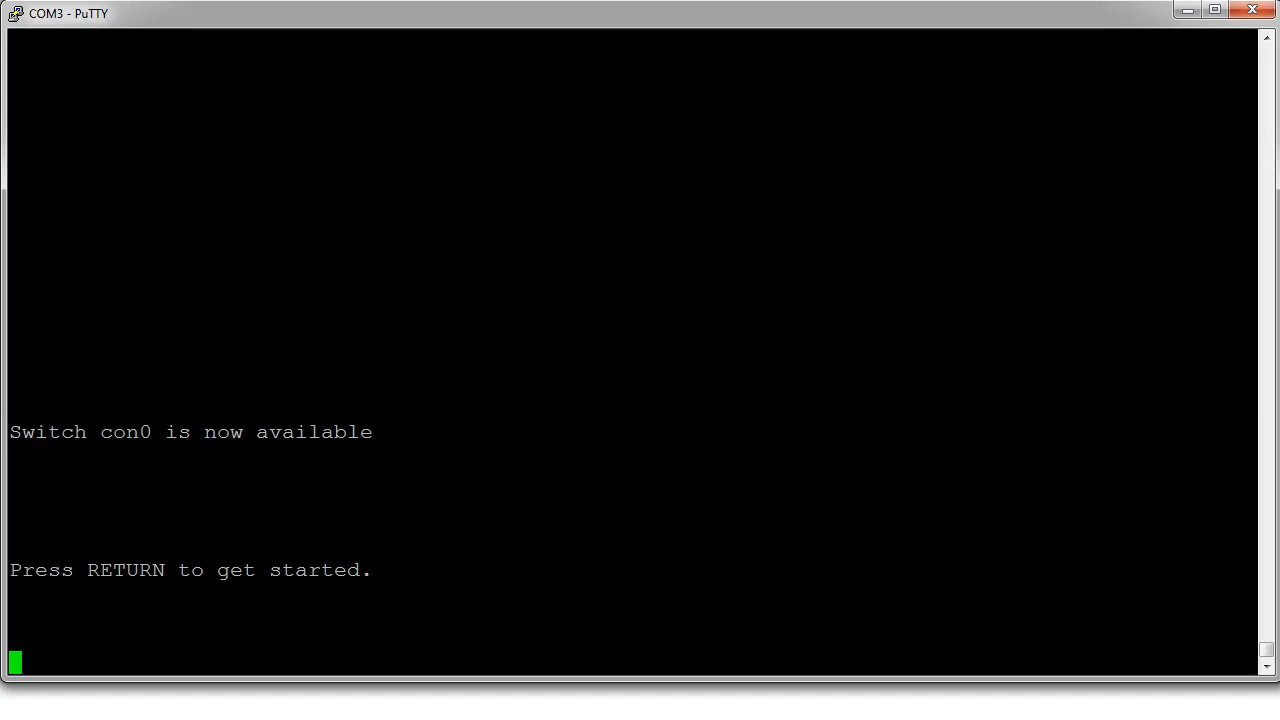 COM3 - PuTTY
Switch con0 is now available
Press RETURN to get started.